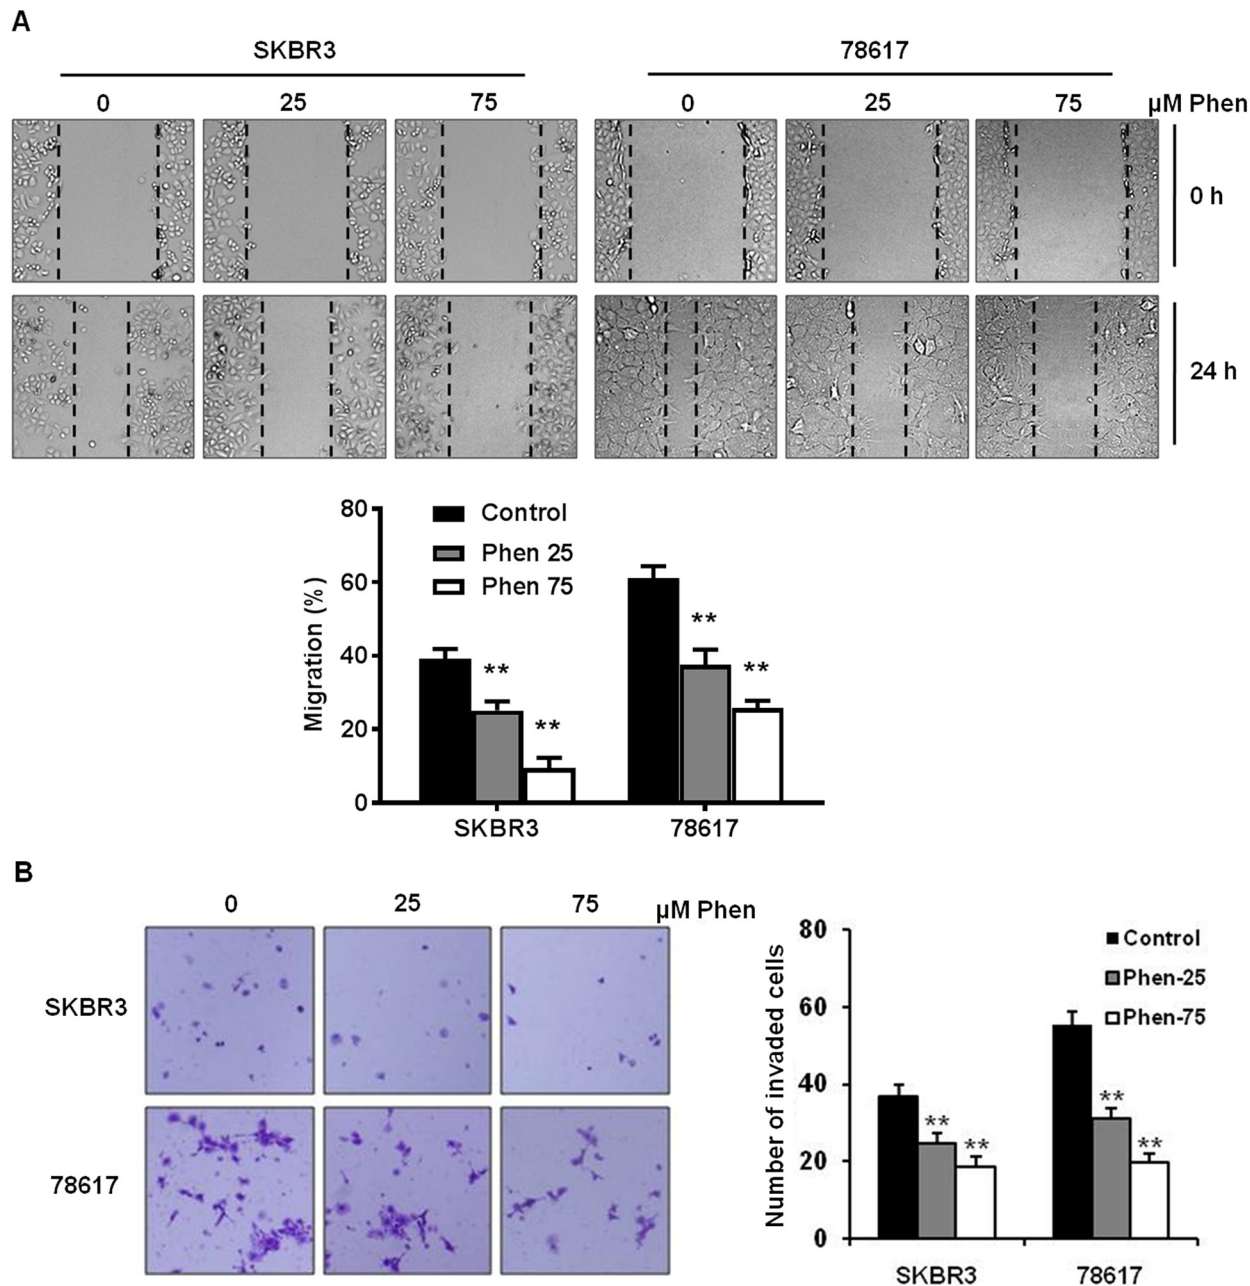 A
SKBR3 78617
0 25 75 0 25 75 µM Phen
0 h
24 h
80
60
40
20
0
Migration (%)
Control
Phen 25
Phen 75
SKBR3 78617
B
0 25 75 µM Phen
SKBR3
78617
80
60
40
20
0
Number of invaded cells
Control
Phen-25
Phen-75
** **
** **
** **
** **
SKBR3 78617